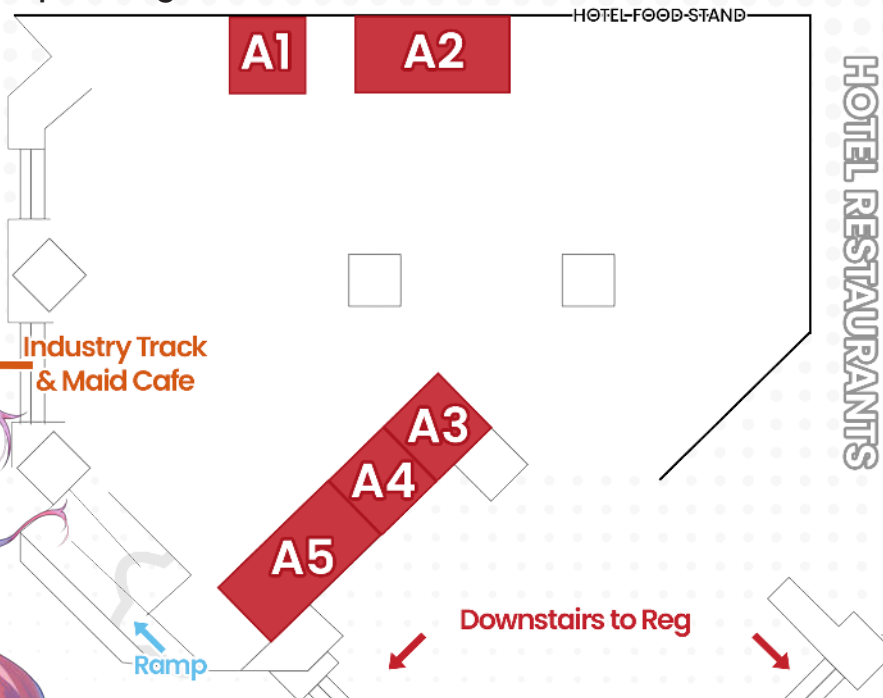 HOTEL FOOD STAND
A1
A2
HOTEL RESTAURANTS
Industry Track
& Maid Cafe
A3
A4
A5
Downstairs to Reg
Ramp